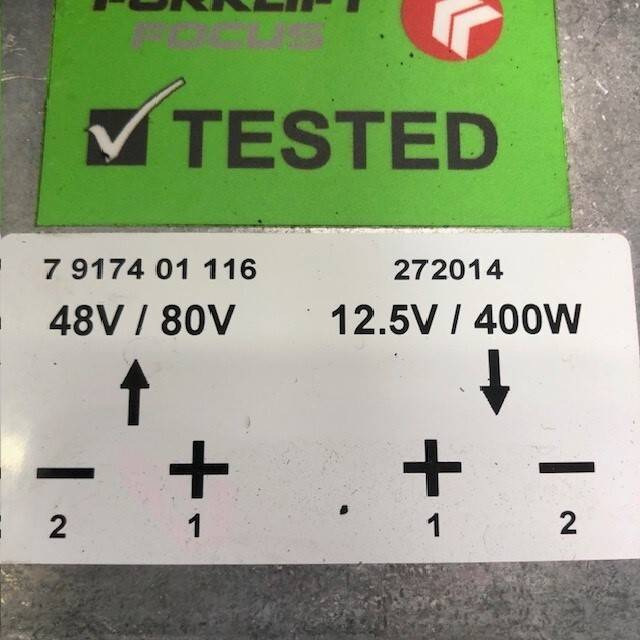 FORKLIFT
FOCUS
TESTED
7 9174 01 116 272014
48V / 80V 12.5V / 400W
− + + −
2 1 1 2